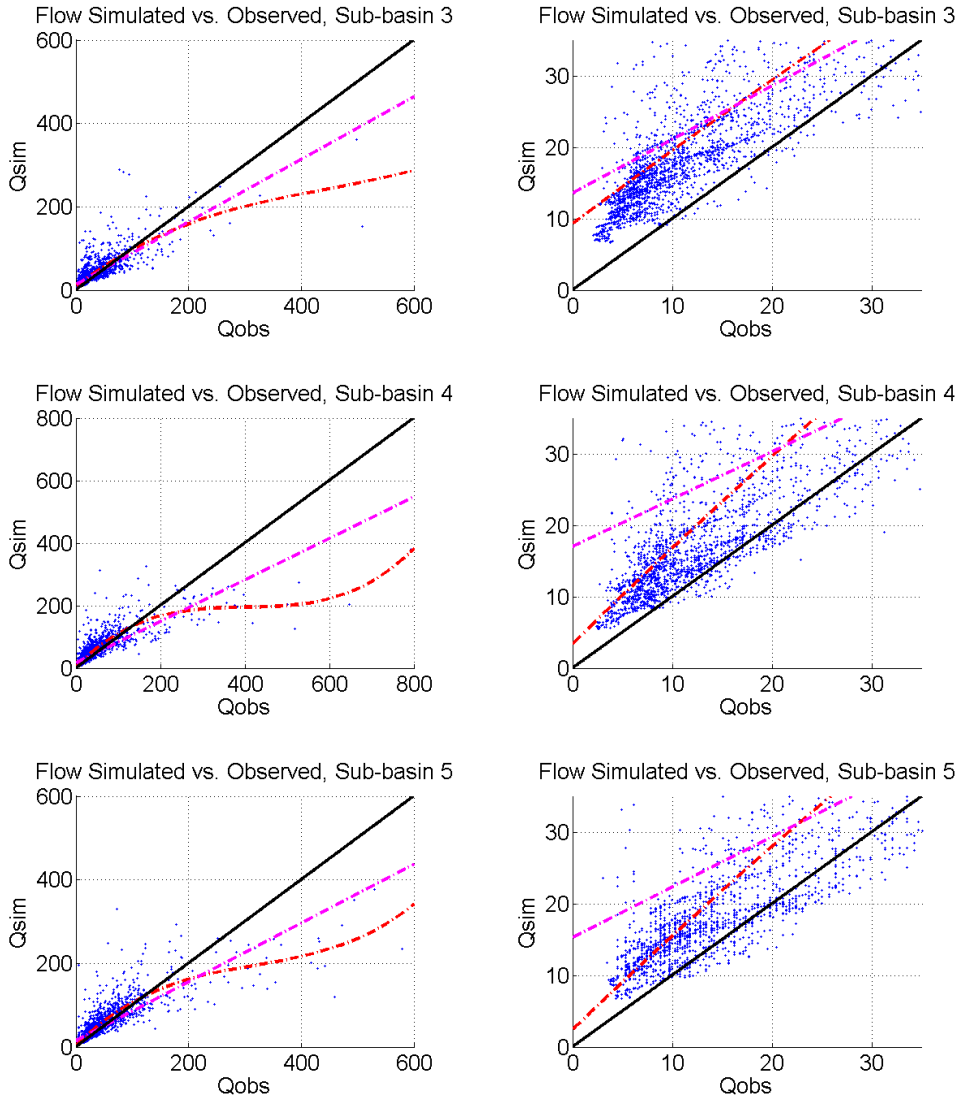 Flow Simulated vs. Observed, Sub-basin 3
600
400
200
0
Qsim
0 200 400 600
Qobs
Flow Simulated vs. Observed, Sub-basin 3
30
20
10
0
Qsim
0 10 20 30
Qobs
Flow Simulated vs. Observed, Sub-basin 4
800
600
400
200
0
Qsim
0 200 400 600 800
Qobs
Flow Simulated vs. Observed, Sub-basin 4
30
20
10
0
Qsim
0 10 20 30
Qobs
Flow Simulated vs. Observed, Sub-basin 5
600
400
200
0
Qsim
0 200 400 600
Qobs
Flow Simulated vs. Observed, Sub-basin 5
30
20
10
0
Qsim
0 10 20 30
Qobs